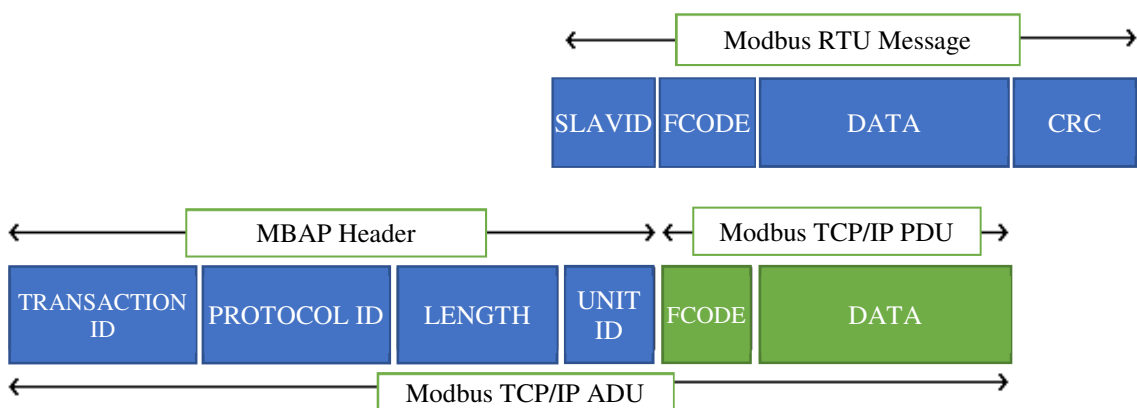 Modbus RTU Message
SLAVID FCODE DATA CRC
MBAP Header
Modbus TCP/IP PDU
TRANSACTION
ID
PROTOCOL ID
LENGTH
UNIT
ID
FCODE
DATA
Modbus TCP/IP ADU